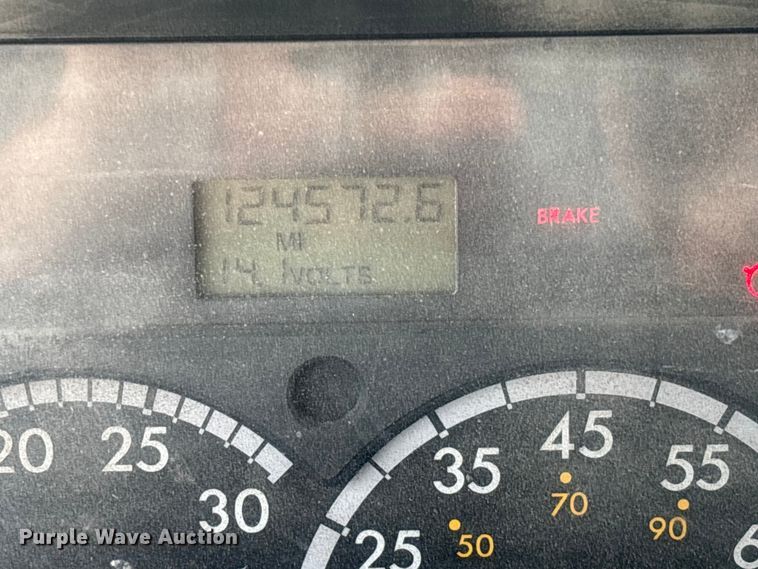 124572.6
MI
14.1 VOLTS
BRAKE
20 25 30
25 35 45 55
50 70 90
Purple Wave Auction